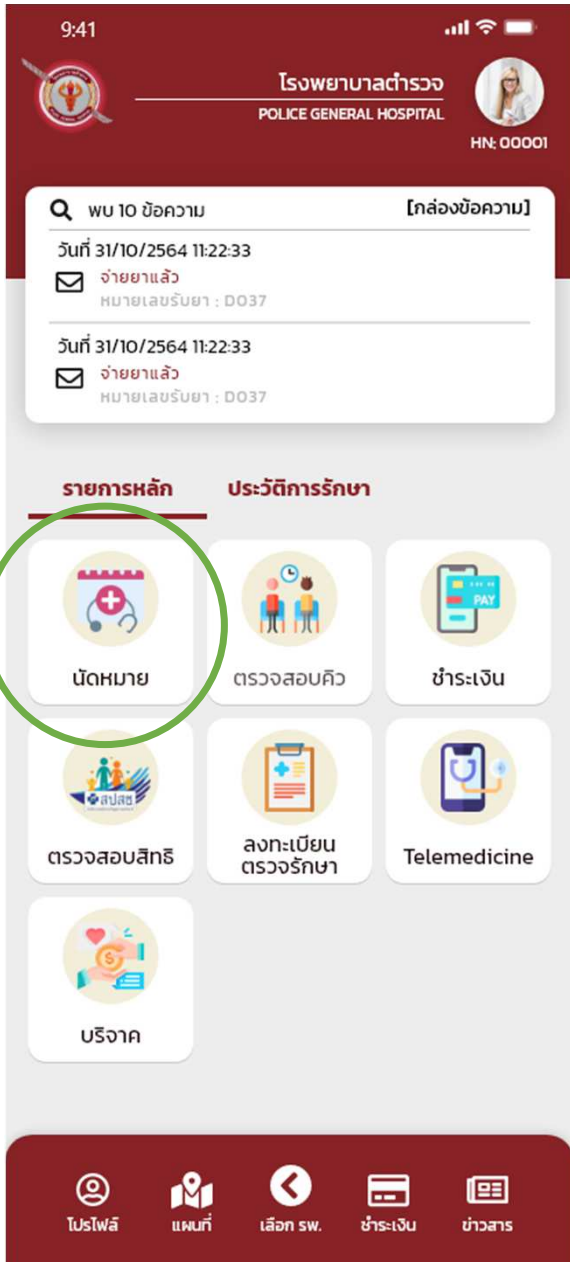 9:41
โรงพยาบาลตำรวจ
POLICE GENERAL HOSPITAL
HN: 00001
พบ 10 ข้อความ [กล่องข้อความ]
วันที่ 31/10/2564 11:22:33
จ่ายยาแล้ว
หมายเลขรับยา : D037
วันที่ 31/10/2564 11:22:33
จ่ายยาแล้ว
หมายเลขรับยา : D037
รายการหลัก ประวัติการรักษา
PAY
นัดหมาย ตรวจสอบคิว ชำระเงิน
สปสช
ตรวจสอบสิทธิ ลงทะเบียน Telemedicine
ตรวจรักษา
บริจาค
โปรไฟล์ แผนที่ เลือก รพ. ชำระเงิน ข่าวสาร